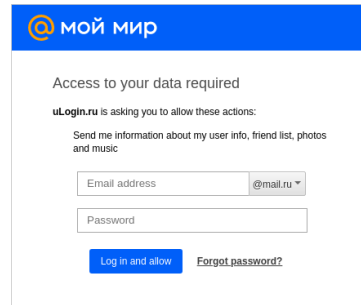 @ мой мир
Access to your data required
uLogin.ru is asking you to allow these actions:
Send me information about my user info, friend list, photos
and music
Email address @mail.ru
Password
Log in and allow Forgot password?